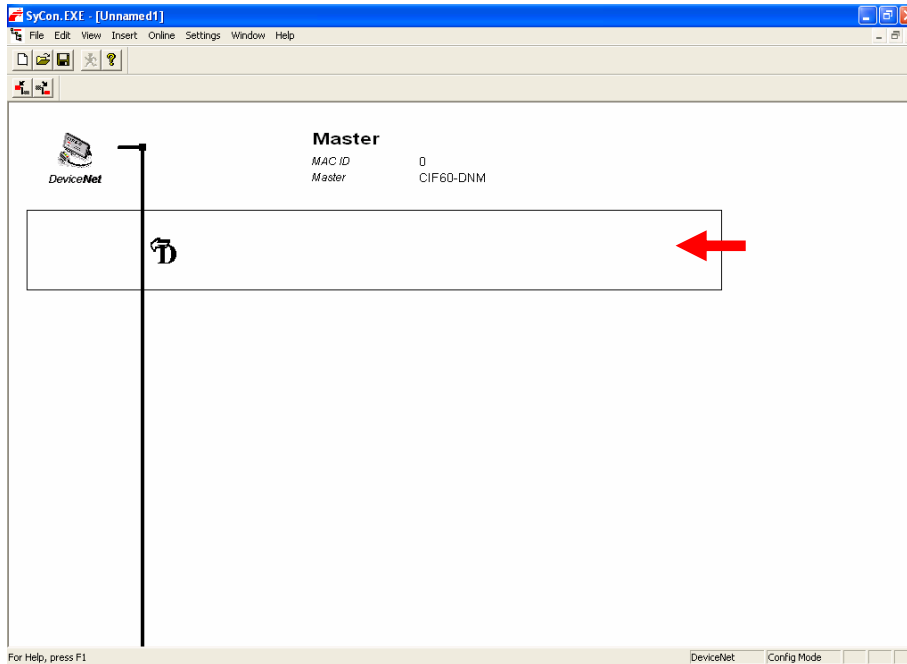 SyCon.EXE - [Unnamed1]
File Edit View Insert Online Settings Window Help
Master
MAC ID 0
Master CIF60-DNM
DeviceNet
D
For Help, press F1
DeviceNet Config Mode